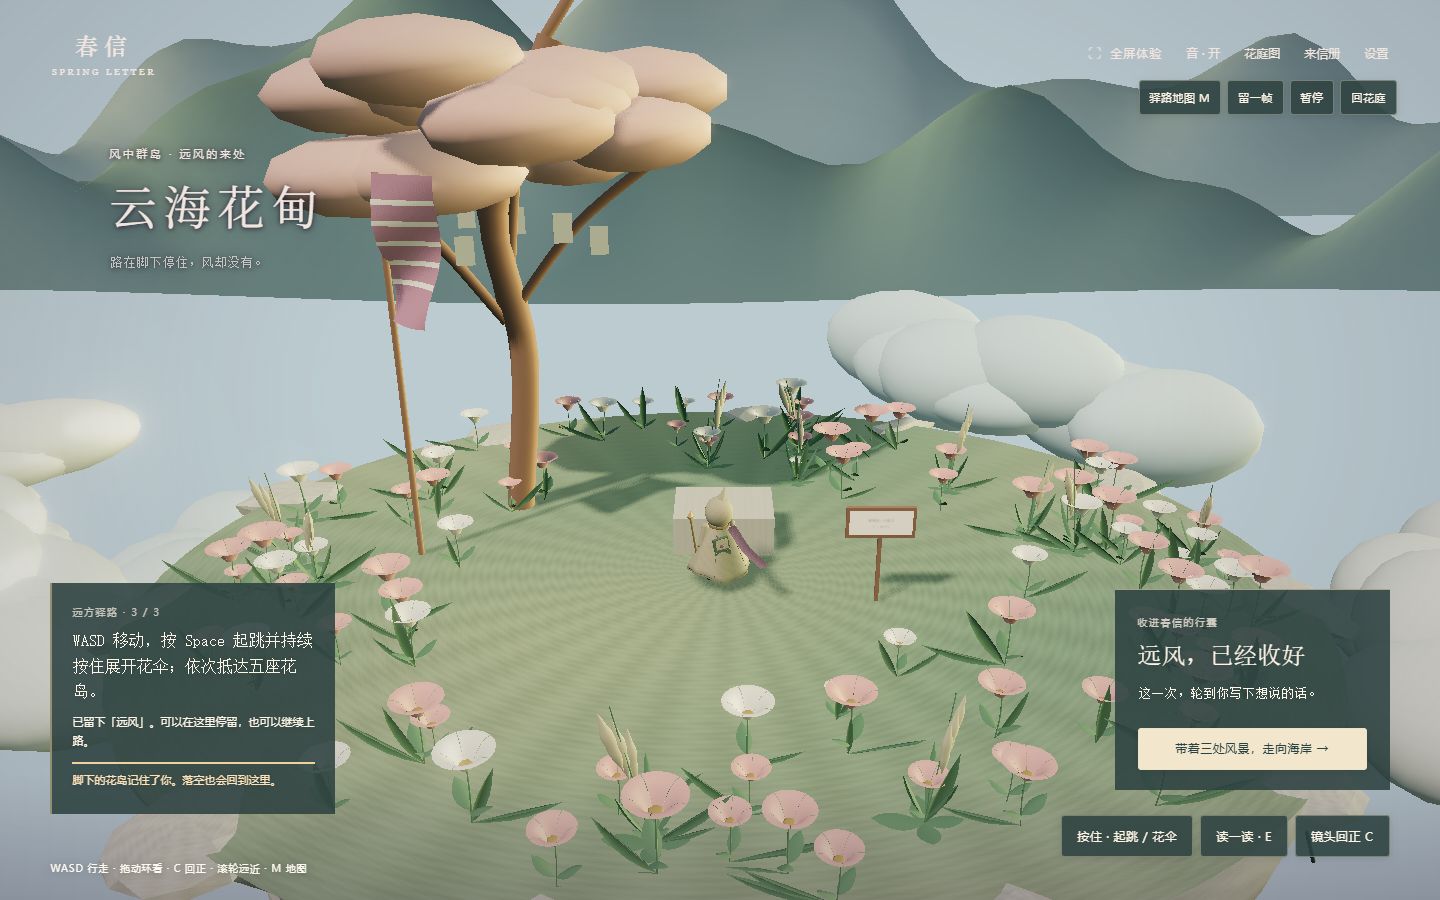 春信
SPRING LETTER
全屏体验 音·开 花庭图 来信册 设置
驿路地图 M 留一帧 暂停 回花庭
风中群岛 · 远风的来处
云海花甸
路在脚下停住，风却没有。
远方驿路 · 3 / 3
WASD 移动，按 Space 起跳并持续
按住展开花伞；依次抵达五座花
岛。
已留下「远风」。可以在这里停留，也可以继续上
路。
脚下的花岛记住了你。落空也会回到这里。
收进春信的行囊
远风，已经收好
这一次，轮到你写下想说的话。
带着三处风景，走向海岸 →
按住 · 起跳 / 花伞 读一读 · E 镜头回正 C
WASD 行走 · 拖动环看 · C 回正 · 滚轮远近 · M 地图